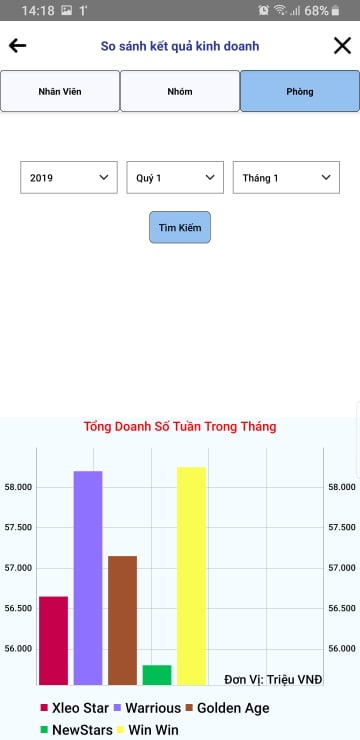 14:18 68%
So sánh kết quả kinh doanh
Nhân Viên Nhóm Phòng
2019 Quý 1 Tháng 1
Tìm Kiếm
Tổng Doanh Số Tuần Trong Tháng
58.000 58.000
57.500 57.500
57.000 57.000
56.500 56.500
56.000 56.000
Đơn Vị: Triệu VNĐ
Xleo Star Warrious Golden Age
NewStars Win Win